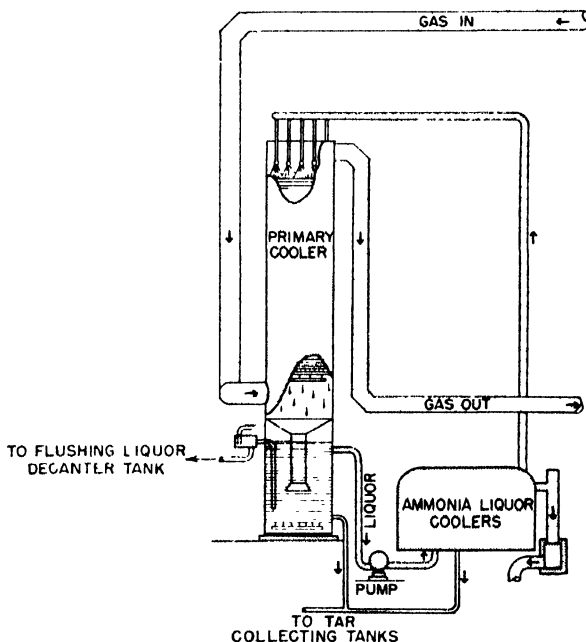 GAS IN
PRIMARY
COOLER
GAS OUT
TO FLUSHING LIQUOR
DECANTER TANK
LIQUOR
AMMONIA LIQUOR
COOLERS
PUMP
TO TAR
COLLECTING TANKS